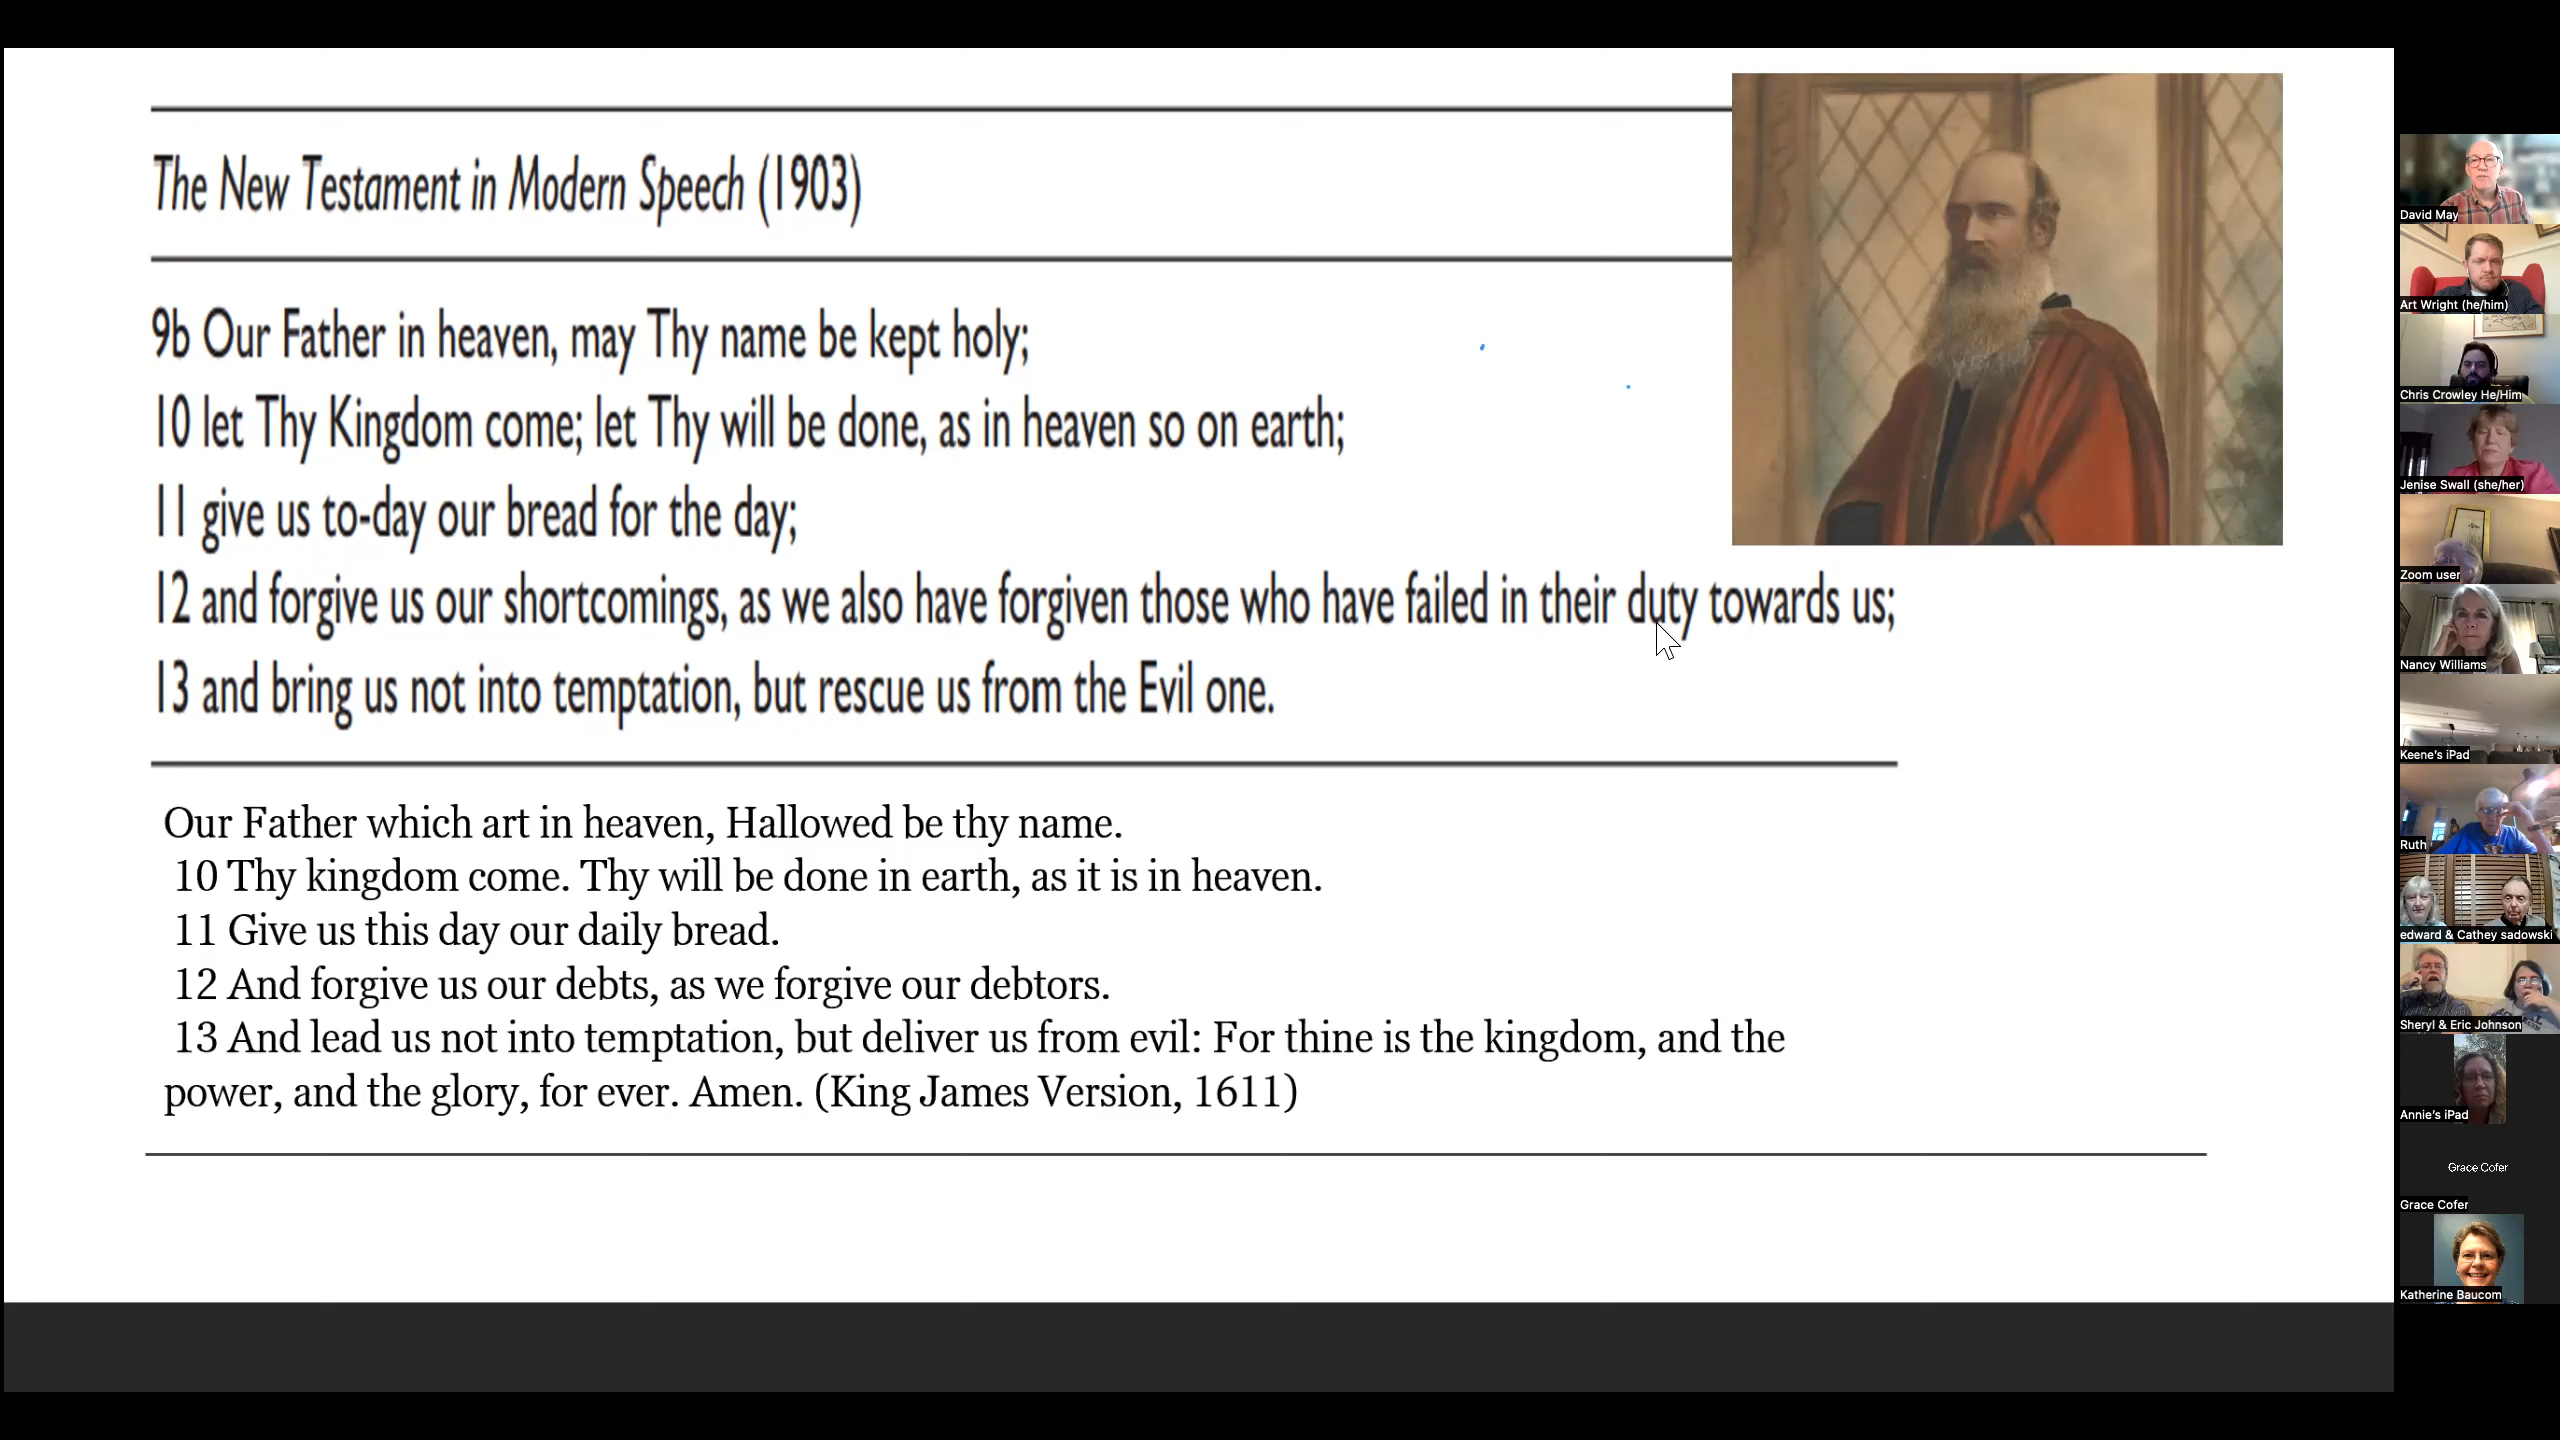 The New Testament in Modern Speech (1903)
9b Our Father in heaven, may Thy name be kept holy;
10 let Thy Kingdom come; let Thy will be done, as in heaven so on earth;
11 give us to-day our bread for the day;
12 and forgive us our shortcomings, as we also have forgiven those who have failed in their duty towards us;
13 and bring us not into temptation, but rescue us from the Evil one.
Our Father which art in heaven, Hallowed be thy name.
10 Thy kingdom come. Thy will be done in earth, as it is in heaven.
11 Give us this day our daily bread.
12 And forgive us our debts, as we forgive our debtors.
13 And lead us not into temptation, but deliver us from evil: For thine is the kingdom, and the
power, and the glory, for ever. Amen. (King James Version, 1611)
David May
Art Wright (he/him)
Chris Crowley He/Him
Jenise Swall (she/her)
Zoom user
Nancy Williams
Keene's iPad
Ruth
edward & Cathey sadowski
Sheryl & Eric Johnson
Annie's iPad
Grace Cofer
Grace Cofer
Katherine Baucom